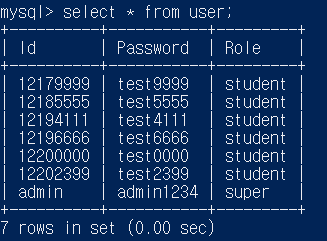 mysql> select * from user;
+----------+-----------+---------+
| Id       | Password  | Role    |
+----------+-----------+---------+
| 12179999 | test9999  | student |
| 12185555 | test5555  | student |
| 12194111 | test4111  | student |
| 12196666 | test6666  | student |
| 12200000 | test0000  | student |
| 12202399 | test2399  | student |
| admin    | admin1234 | super   |
+----------+-----------+---------+
7 rows in set (0.00 sec)